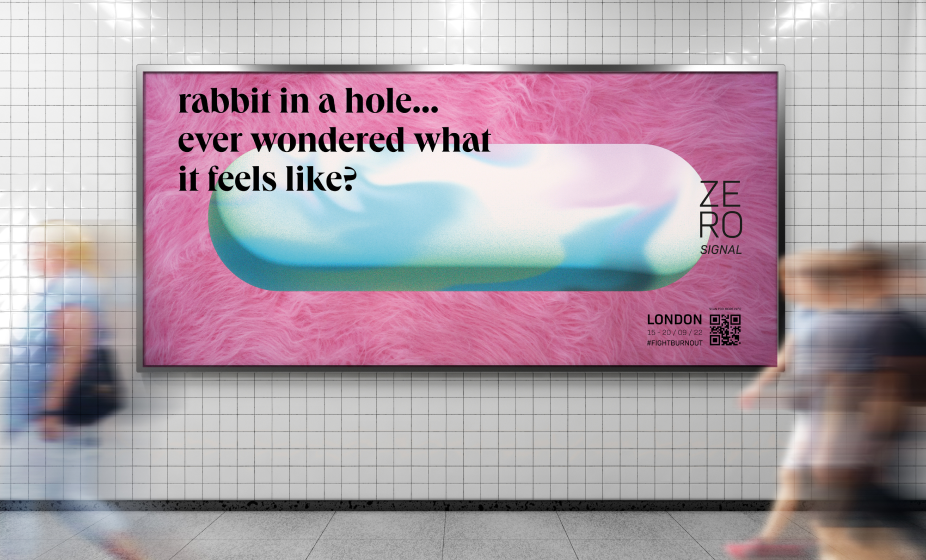 rabbit in a hole...
ever wondered what
it feels like?
ZE
RO
SIGNAL
LONDON
15 - 20 / 09 / 22
#FIGHTBURNOUT